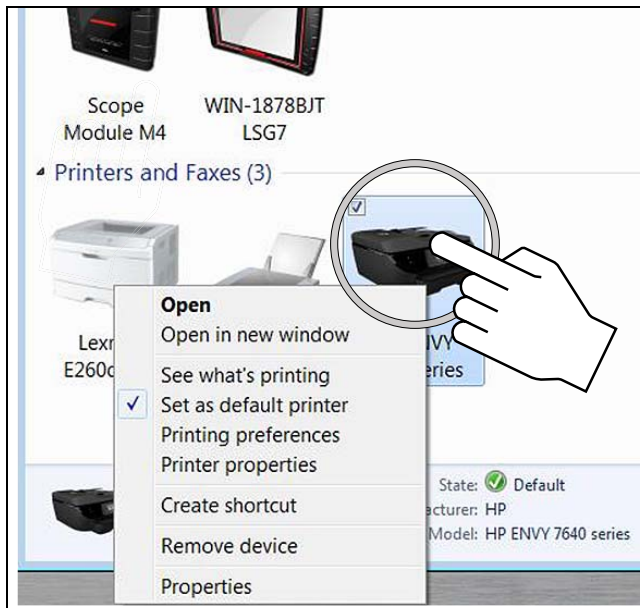 Scope
Module M4
WIN-1878BJT
LSG7
Printers and Faxes (3)
Open
Open in new window
See what's printing
Set as default printer
Printing preferences
Printer properties
Create shortcut
Remove device
Properties
State: Default
HP
Model: HP ENVY 7640 series